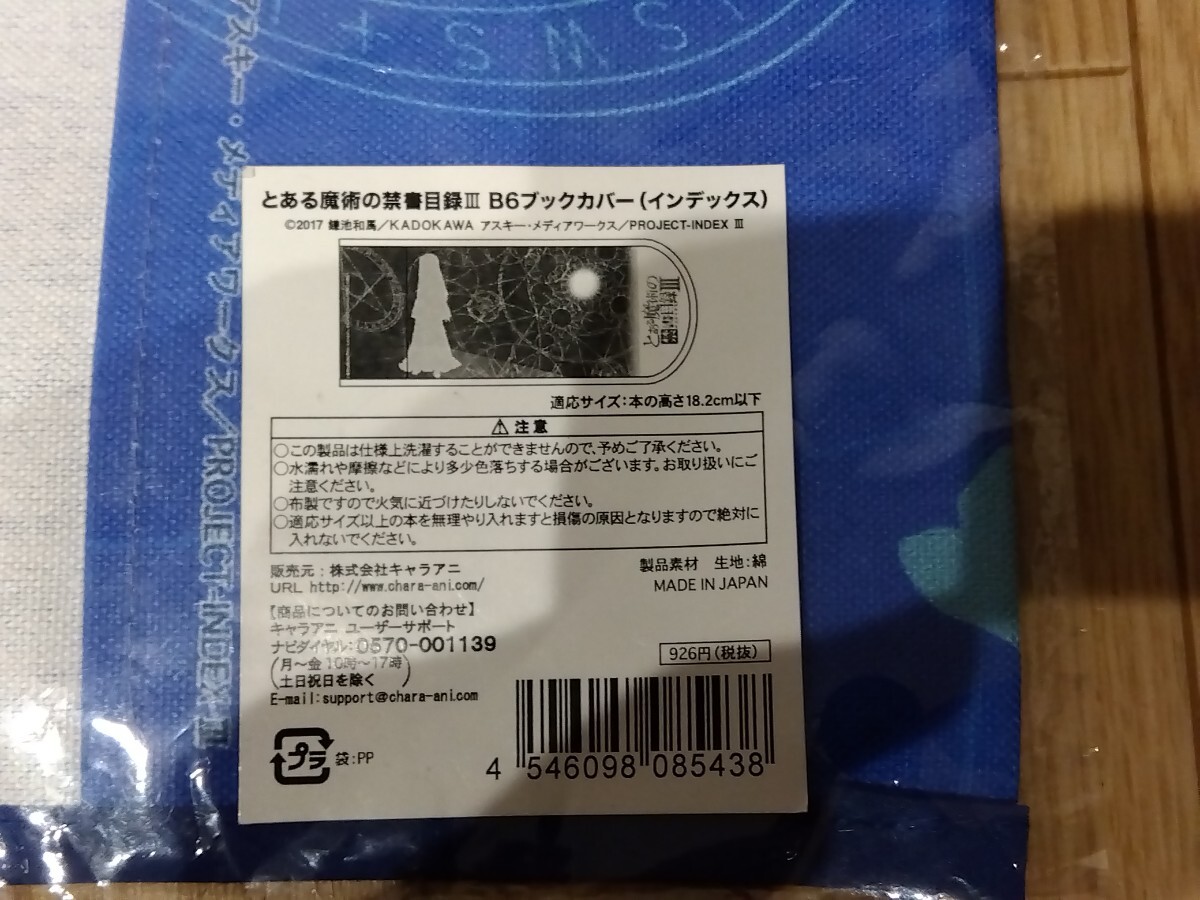 S W S +
アスキー・メディアワークス/PROJECT-INDEX Ⅲ
とある魔術の禁書目録Ⅲ B6ブックカバー(インデックス)
©2017 鎌池和馬/KADOKAWA アスキー・メディアワークス/PROJECT-INDEX Ⅲ
とある魔術の禁書目録Ⅲ
適応サイズ:本の高さ18.2cm以下
⚠注意
○この製品は仕様上洗濯することができませんので、予めご了承ください。
○水濡れや摩擦などにより多少色落ちする場合がございます。お取り扱いにご
注意ください。
○布製ですので火気に近づけたりしないでください。
○適応サイズ以上の本を無理やり入れますと損傷の原因となりますので絶対に
入れないでください。
販売元:株式会社キャラアニ
URL http://www.chara-ani.com/
製品素材 生地:綿
MADE IN JAPAN
【商品についてのお問い合わせ】
キャラアニ ユーザーサポート
ナビダイヤル:0570-001139
(月~金 10時~17時
土日祝日を除く)
E-mail:support@chara-ani.com
926円(税抜)
プラ 袋:PP
4 546098 085438